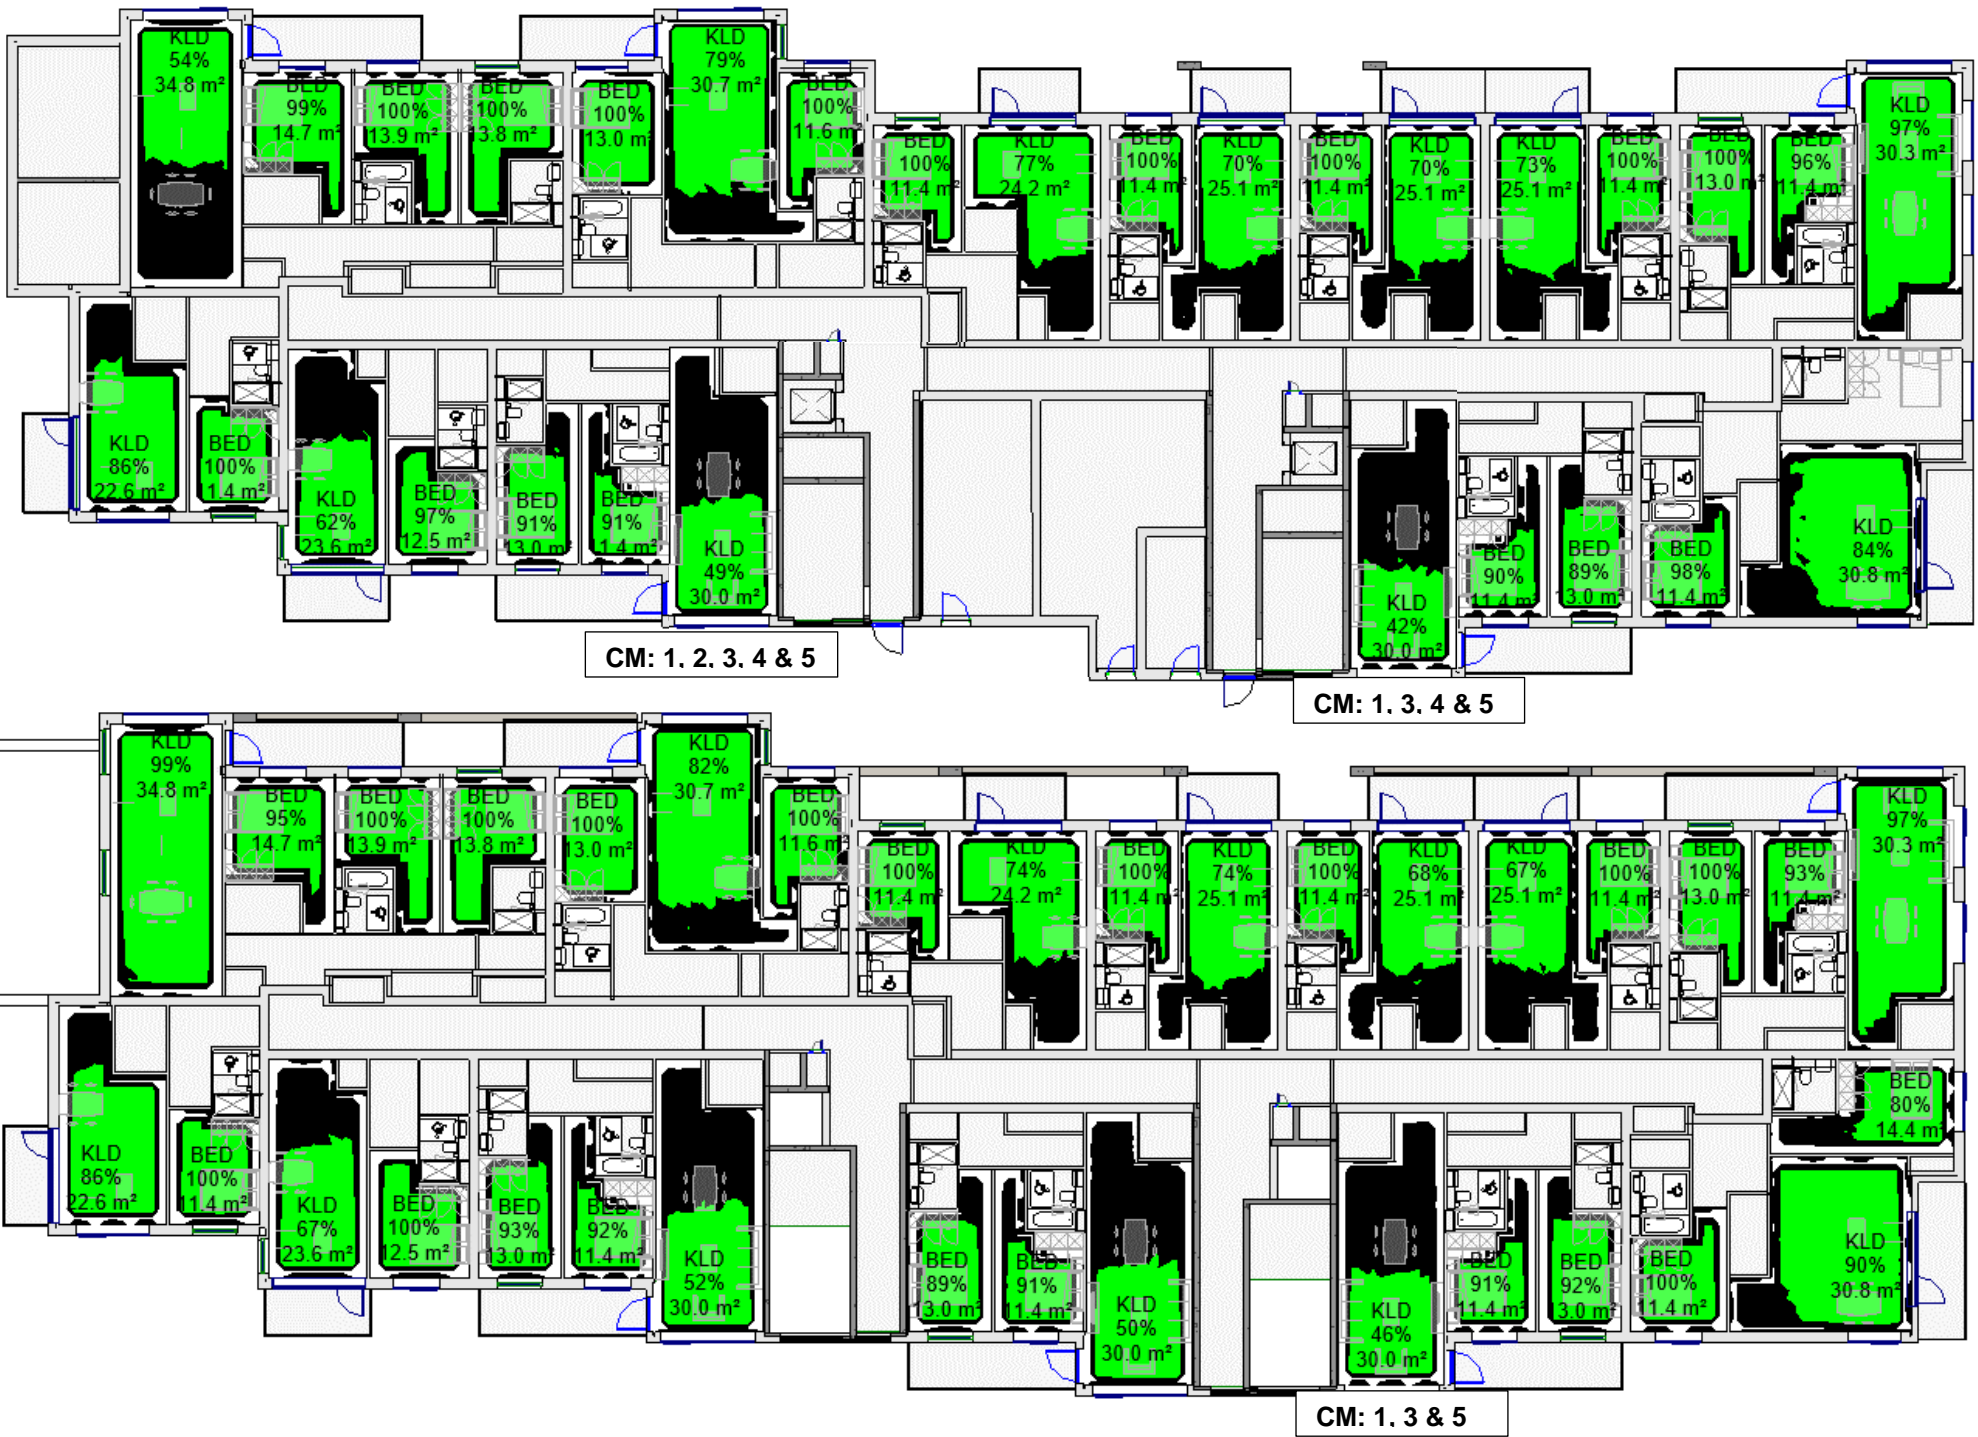 KLD
54%
34.8 m²
BED
99%
14.7 m²
BED
100%
13.9 m²
BED
100%
13.8 m²
BED
100%
13.0 m²
KLD
79%
30.7 m²
BED
100%
11.6 m²
BED
100%
11.4 m²
KLD
77%
24.2 m²
BED
100%
11.4 m²
KLD
70%
25.1 m²
BED
100%
11.4 m²
KLD
70%
25.1 m²
KLD
73%
25.1 m²
BED
100%
11.4 m²
BED
100%
13.0 m²
BED
96%
11.4 m²
KLD
97%
30.3 m²
KLD
86%
22.6 m²
BED
100%
11.4 m²
KLD
62%
23.6 m²
BED
97%
12.5 m²
BED
91%
13.0 m²
BED
91%
11.4 m²
KLD
49%
30.0 m²
KLD
42%
30.0 m²
BED
90%
11.4 m²
BED
89%
13.0 m²
BED
98%
11.4 m²
KLD
84%
30.8 m²
CM: 1, 2, 3, 4 & 5
CM: 1, 3, 4 & 5
KLD
99%
34.8 m²
BED
95%
14.7 m²
BED
100%
13.9 m²
BED
100%
13.8 m²
BED
100%
13.0 m²
KLD
82%
30.7 m²
BED
100%
11.6 m²
BED
100%
11.4 m²
KLD
74%
24.2 m²
BED
100%
11.4 m²
KLD
74%
25.1 m²
BED
100%
11.4 m²
KLD
68%
25.1 m²
KLD
67%
25.1 m²
BED
100%
11.4 m²
BED
100%
13.0 m²
BED
93%
11.4 m²
KLD
97%
30.3 m²
BED
80%
14.4 m²
KLD
86%
22.6 m²
BED
100%
11.4 m²
KLD
67%
23.6 m²
BED
100%
12.5 m²
BED
93%
13.0 m²
BED
92%
11.4 m²
KLD
52%
30.0 m²
BED
89%
13.0 m²
BED
91%
11.4 m²
KLD
50%
30.0 m²
KLD
46%
30.0 m²
BED
91%
11.4 m²
BED
92%
13.0 m²
BED
100%
11.4 m²
KLD
90%
30.8 m²
CM: 1, 3 & 5